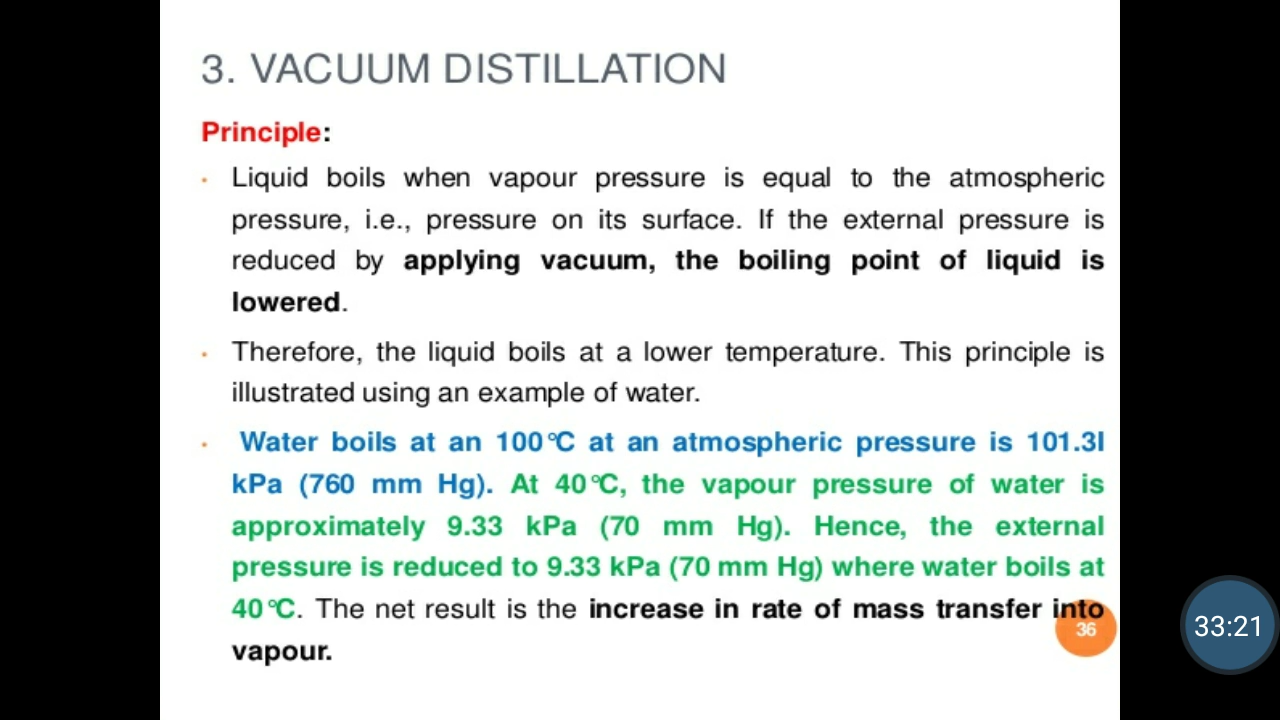 3. VACUUM DISTILLATION
Principle:
• Liquid boils when vapour pressure is equal to the atmospheric
pressure, i.e., pressure on its surface. If the external pressure is
reduced by applying vacuum, the boiling point of liquid is
lowered.
• Therefore, the liquid boils at a lower temperature. This principle is
illustrated using an example of water.
• Water boils at an 100°C at an atmospheric pressure is 101.3l
kPa (760 mm Hg). At 40°C, the vapour pressure of water is
approximately 9.33 kPa (70 mm Hg). Hence, the external
pressure is reduced to 9.33 kPa (70 mm Hg) where water boils at
40°C. The net result is the increase in rate of mass transfer into
vapour.
36
33:21